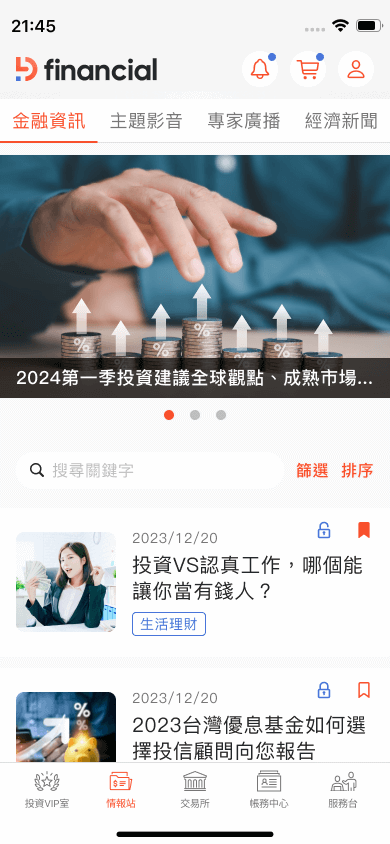 21:45
financial
金融資訊 主題影音 專家廣播 經濟新聞
%
%
%
%
2024第一季投資建議全球觀點、成熟市場...
搜尋關鍵字 篩選 排序
2023/12/20
投資VS認真工作，哪個能
讓你當有錢人？
生活理財
2023/12/20
2023台灣優息基金如何選
擇投信顧問向您報告
%
%
投資VIP室 情報站 交易所 帳務中心 服務台